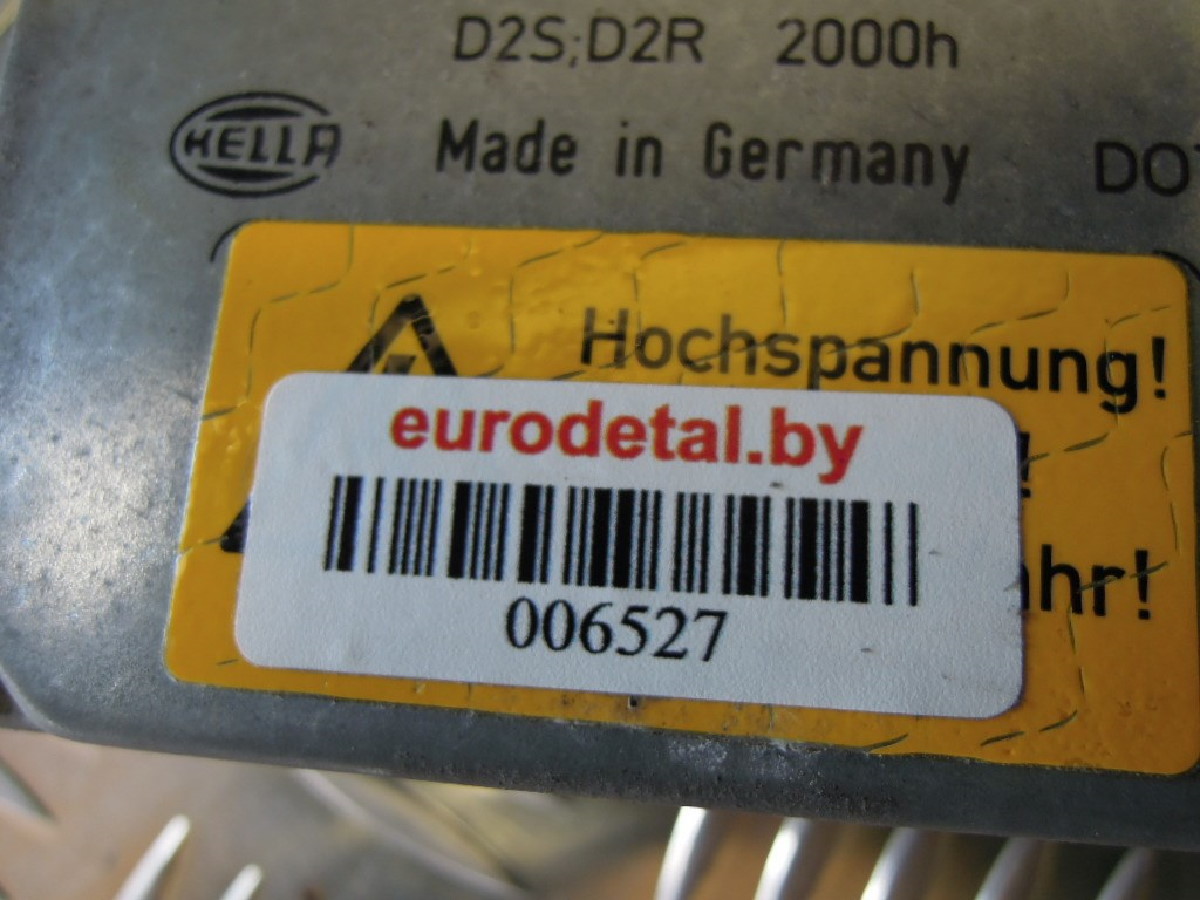 D2S;D2R 2000h
HELLA Made in Germany
Hochspannung!
eurodetal.by
006527